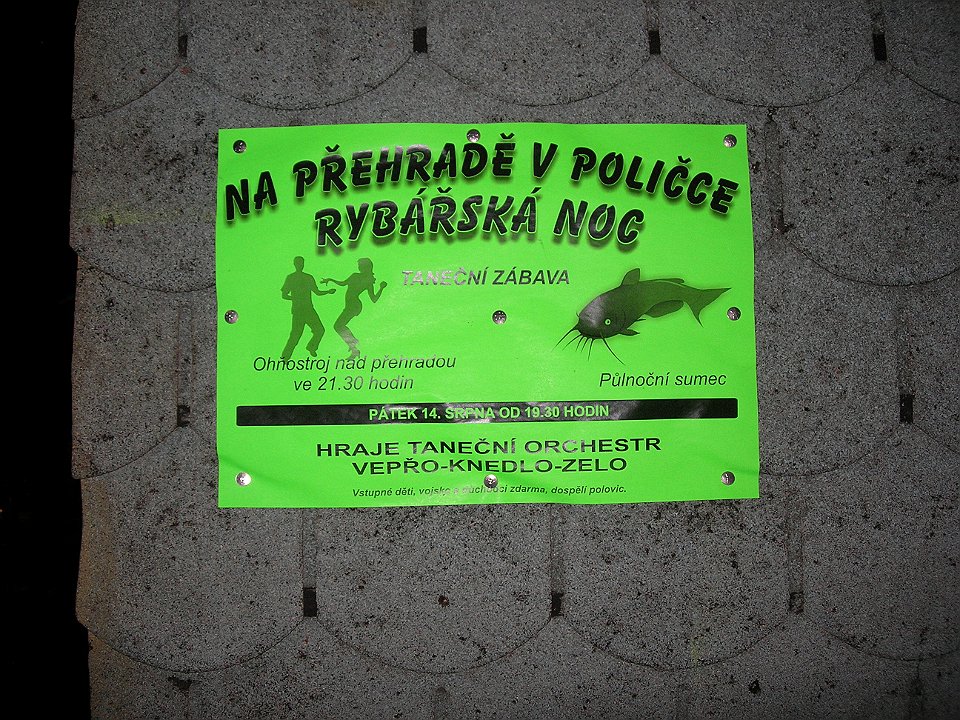 NA PŘEHRADĚ V POLIČCE
RYBÁŘSKÁ NOC
TANEČNÍ ZÁBAVA
Ohňostroj nad přehradou
ve 21.30 hodin
Půlnoční sumec
PÁTEK 14. SRPNA OD 19.30 HODIN
HRAJE TANEČNÍ ORCHESTR
VEPŘO-KNEDLO-ZELO
Vstupné děti, vojsko a důchodci zdarma, dospělí polovic.